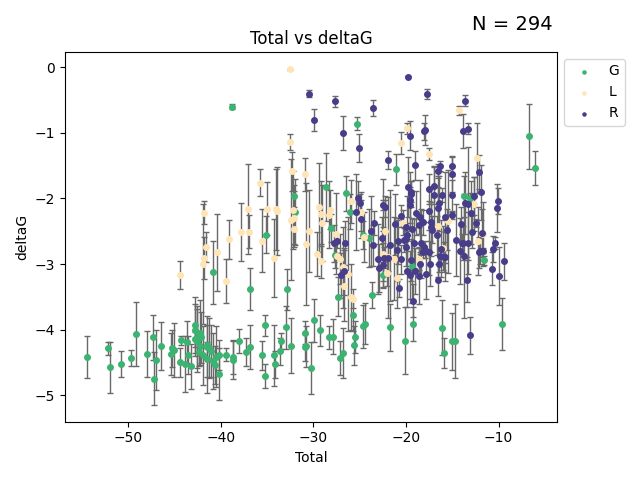 N = 294
Total vs deltaG
G
L
R
0
−1
−2
−3
−4
−5
deltaG
−50 −40 −30 −20 −10
Total